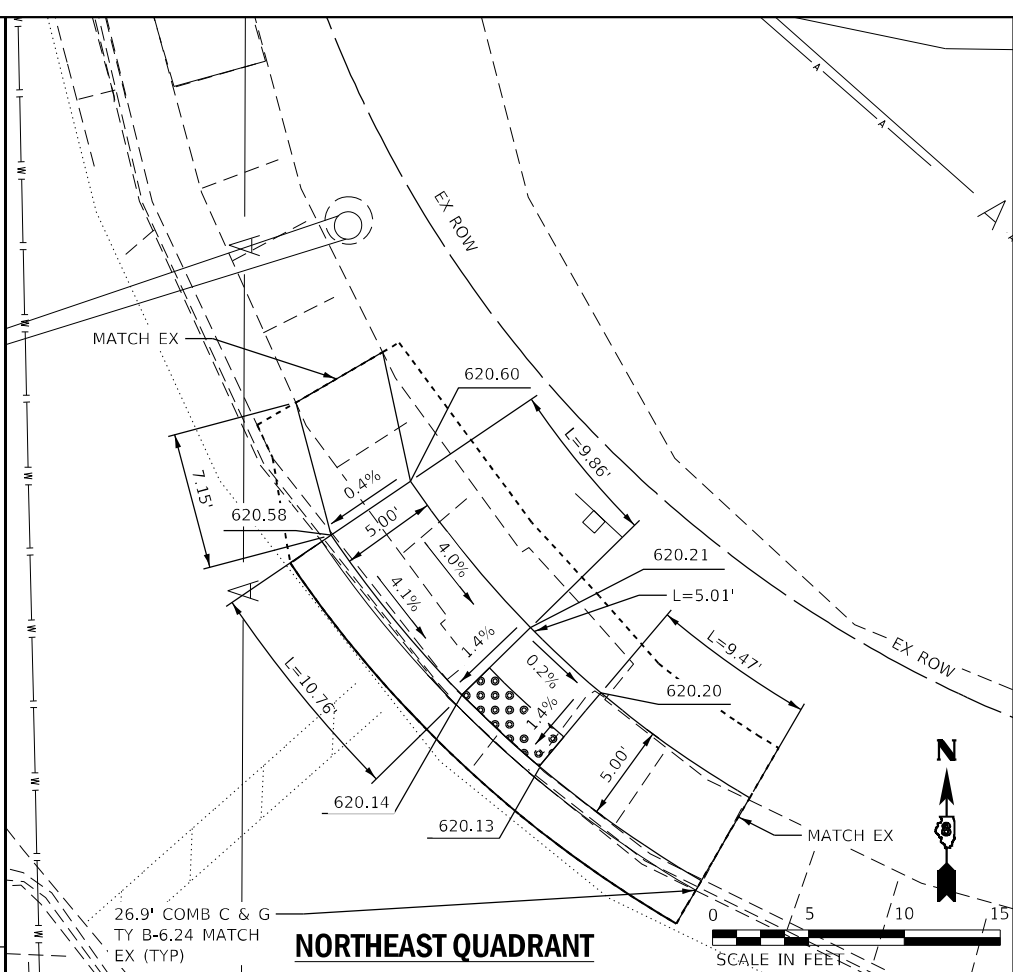 EX ROW
A
A
A
MATCH EX
620.60
L=9.86'
7.15'
0.4%
620.58
5.00'
4.0%
620.21
4.1%
L=5.01'
1.4%
L=9.47'
EX ROW
0.2%
620.20
L=10.76'
1.4%
N
5.00'
620.14
8
620.13
MATCH EX
26.9' COMB C & G
TY B-6.24 MATCH
EX (TYP)
NORTHEAST QUADRANT
0 5 10 15
SCALE IN FEET
W
W
W
W
W
W
W
W
W
W
W